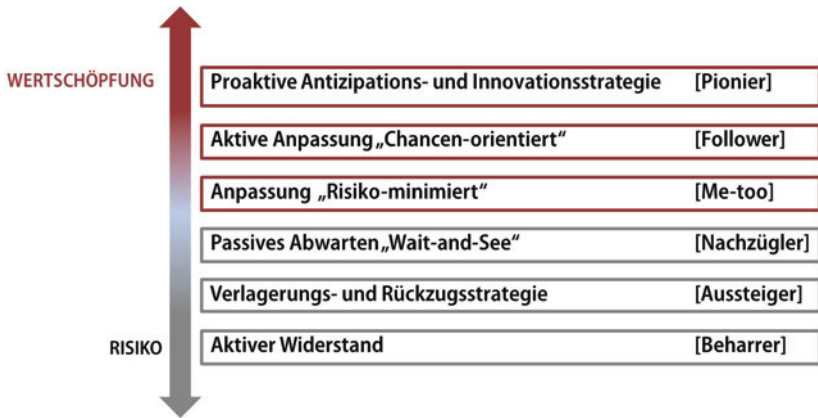 WERTSCHÖPFUNG
Proaktive Antizipations- und Innovationsstrategie [Pionier]
Aktive Anpassung „Chancen-orientiert“ [Follower]
Anpassung „Risiko-minimiert“ [Me-too]
Passives Abwarten „Wait-and-See“ [Nachzügler]
Verlagerungs- und Rückzugsstrategie [Aussteiger]
RISIKO
Aktiver Widerstand [Beharrer]